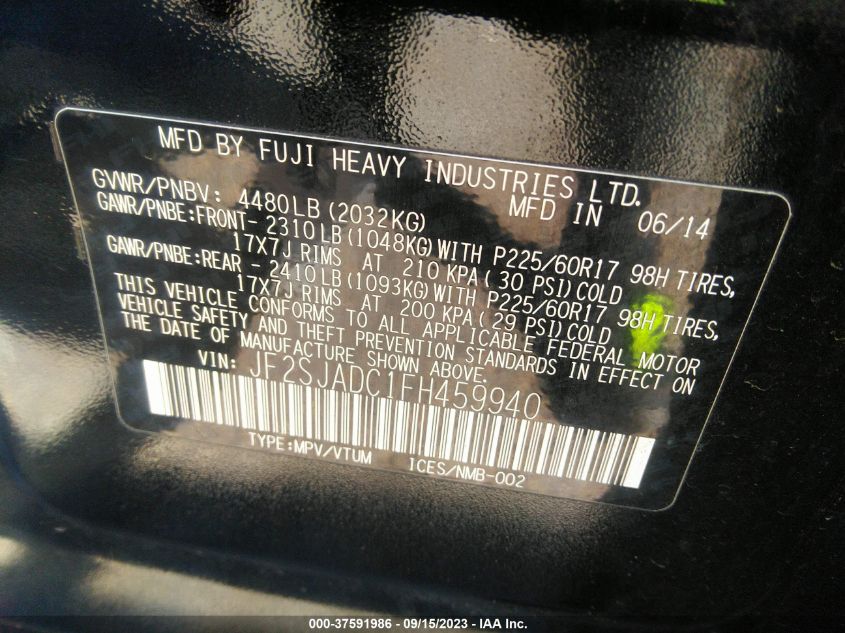 MFD BY FUJI HEAVY INDUSTRIES LTD.
GVWR/PNBV: 4480LB (2032KG) MFD IN 06/14
GAWR/PNBE:FRONT- 2310LB (1048KG) WITH P225/60R17 98H TIRES,
17X7J RIMS AT 210 KPA ( 30 PSI) COLD
GAWR/PNBE:REAR - 2410LB (1093KG) WITH P225/60R17 98H TIRES,
17X7J RIMS AT 200 KPA ( 29 PSI) COLD
THIS VEHICLE CONFORMS TO ALL APPLICABLE FEDERAL MOTOR
VEHICLE SAFETY AND THEFT PREVENTION STANDARDS IN EFFECT ON
THE DATE OF MANUFACTURE SHOWN ABOVE.
VIN: JF2SJADC1FH459940
TYPE:MPV/VTUM ICES/NMB-002
000-37591986 - 09/15/2023 - IAA Inc.